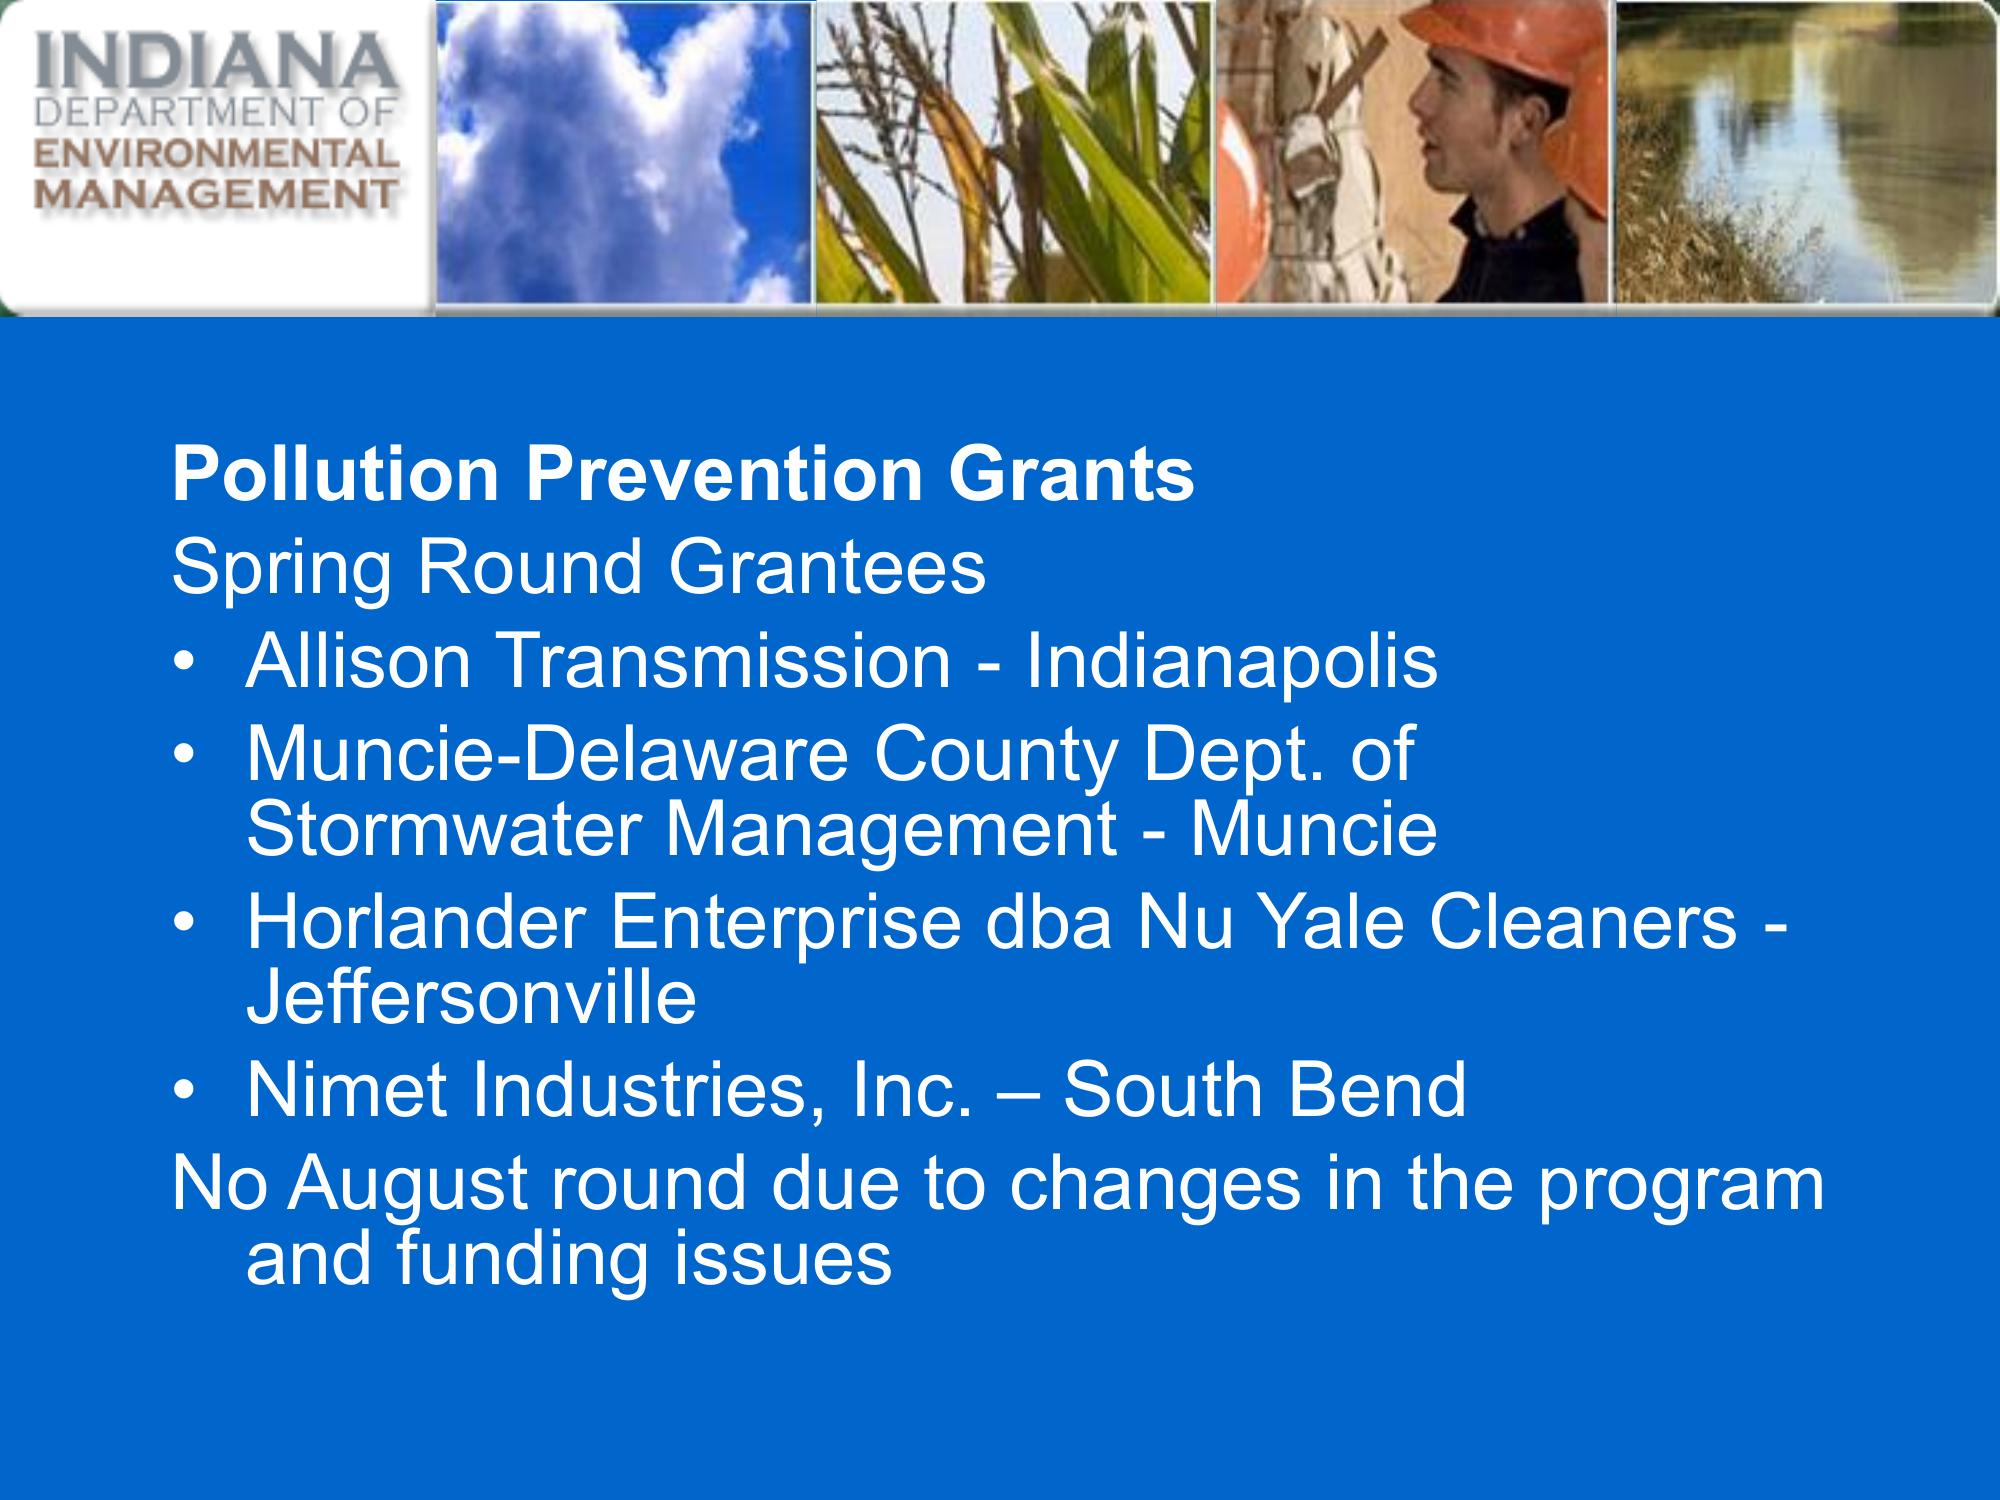 INDIANA
DEPARTMENT OF
ENVIRONMENTAL
MANAGEMENT
Pollution Prevention Grants
Spring Round Grantees
• Allison Transmission - Indianapolis
• Muncie-Delaware County Dept. of
Stormwater Management - Muncie
• Horlander Enterprise dba Nu Yale Cleaners -
Jeffersonville
• Nimet Industries, Inc. – South Bend
No August round due to changes in the program
and funding issues